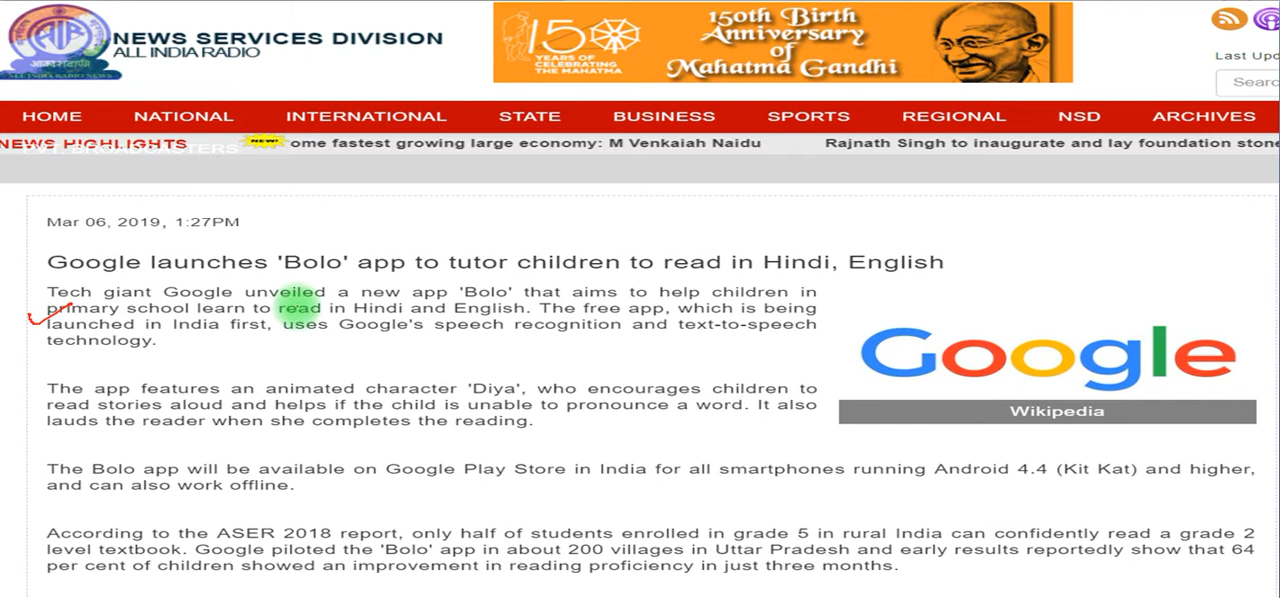 NEWS SERVICES DIVISION
ALL INDIA RADIO
150
YEARS OF
CELEBRATING
THE MAHATMA
150th Birth
Anniversary
of
Mahatma Gandhi
Last Upd
Searc
HOME NATIONAL INTERNATIONAL STATE BUSINESS SPORTS REGIONAL NSD ARCHIVES
NEWS HIGHLIGHTS NEW! ome fastest growing large economy: M Venkaiah Naidu Rajnath Singh to inaugurate and lay foundation stone
PVT. BROADCASTERS
Mar 06, 2019, 1:27PM
Google launches 'Bolo' app to tutor children to read in Hindi, English
Tech giant Google unveiled a new app 'Bolo' that aims to help children in
primary school learn to read in Hindi and English. The free app, which is being
launched in India first, uses Google's speech recognition and text-to-speech
technology.
Google
Wikipedia
The app features an animated character 'Diya', who encourages children to
read stories aloud and helps if the child is unable to pronounce a word. It also
lauds the reader when she completes the reading.
The Bolo app will be available on Google Play Store in India for all smartphones running Android 4.4 (Kit Kat) and higher,
and can also work offline.
According to the ASER 2018 report, only half of students enrolled in grade 5 in rural India can confidently read a grade 2
level textbook. Google piloted the 'Bolo' app in about 200 villages in Uttar Pradesh and early results reportedly show that 64
per cent of children showed an improvement in reading proficiency in just three months.